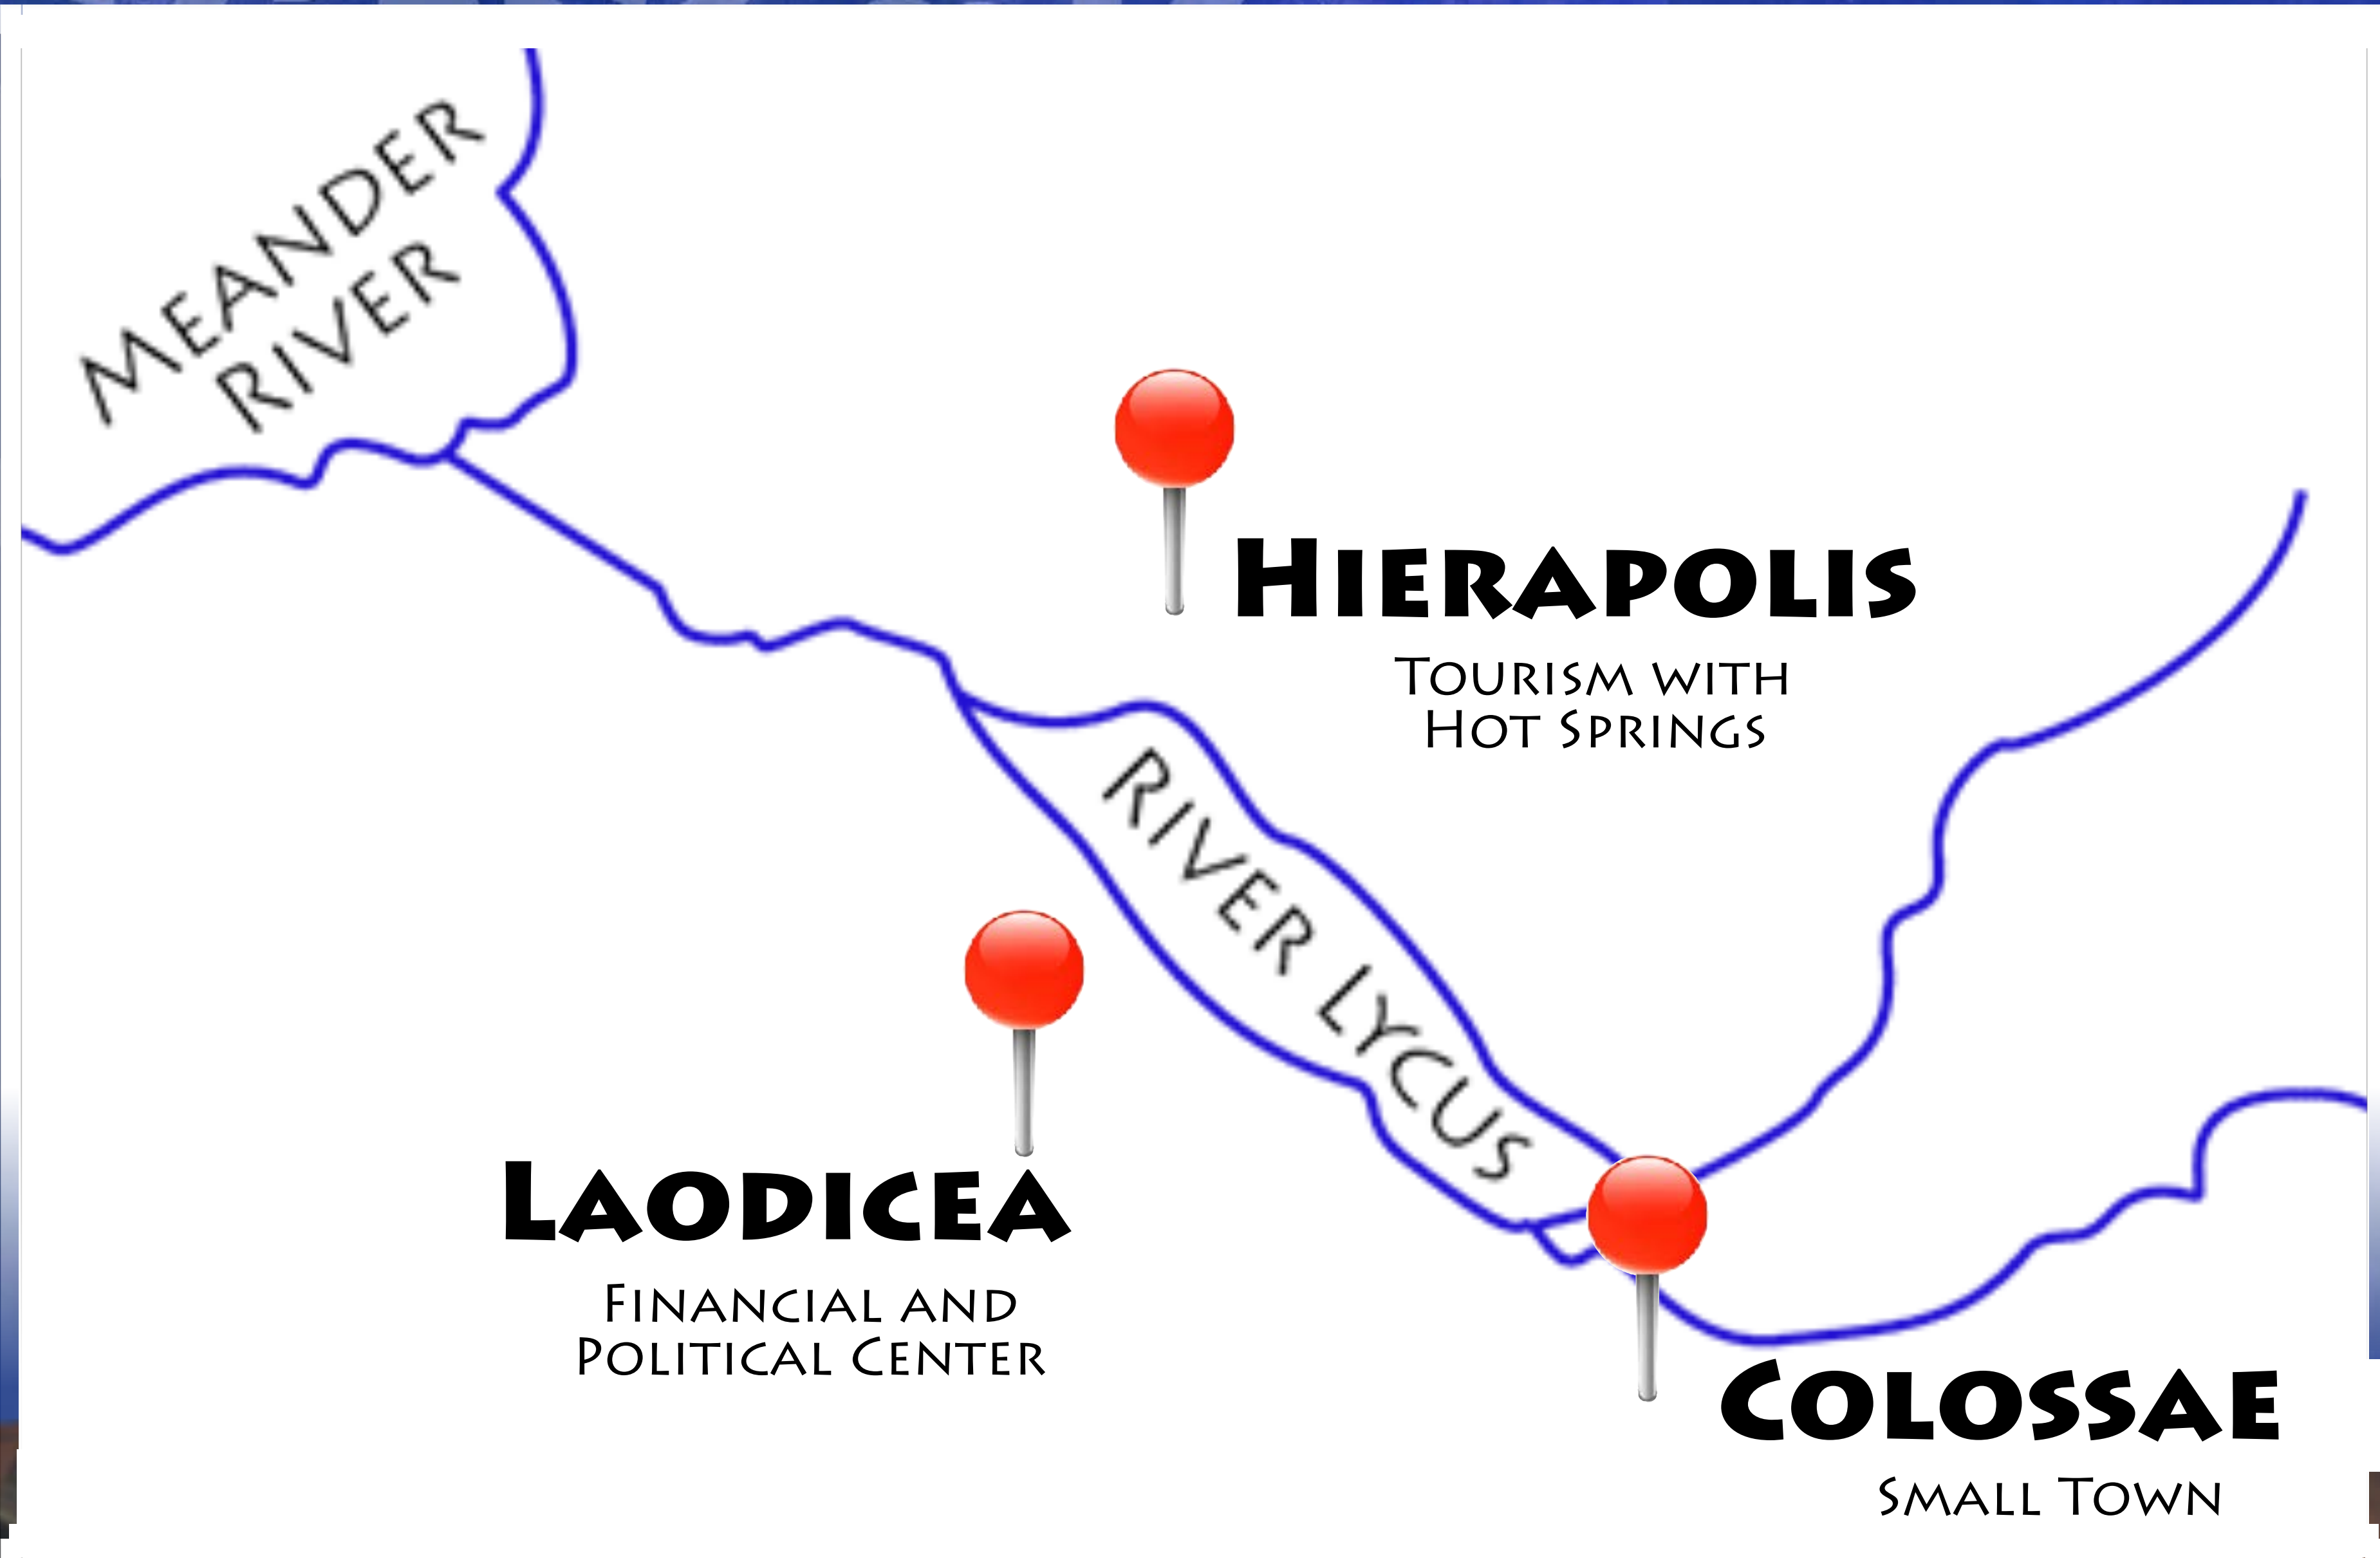 MEANDER
RIVER
HIERAPOLIS
TOURISM WITH
HOT SPRINGS
RIVER LYCUS
LAODICEA
FINANCIAL AND
POLITICAL CENTER
COLOSSAE
SMALL TOWN